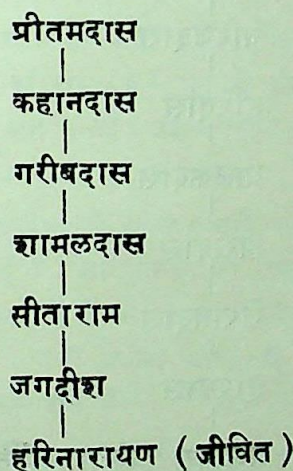 प्रीतमदास
कहानदास
गरीबदास
शामलदास
सीताराम
जगदीश
हरिनारायण ( जीवित )